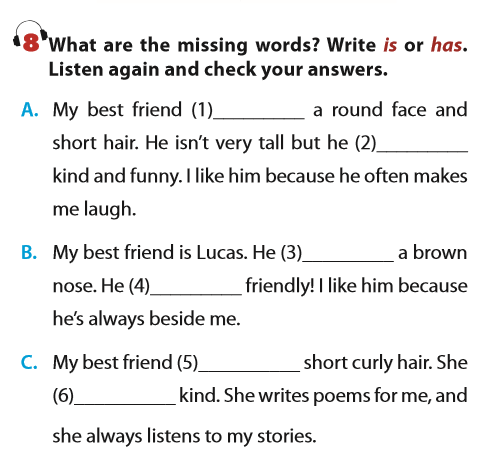 8 What are the missing words? Write is or has.
Listen again and check your answers.
A. My best friend (1)_________ a round face and
short hair. He isn't very tall but he (2)_________
kind and funny. I like him because he often makes
me laugh.
B. My best friend is Lucas. He (3)_________ a brown
nose. He (4)_________ friendly! I like him because
he's always beside me.
C. My best friend (5)__________ short curly hair. She
(6)__________ kind. She writes poems for me, and
she always listens to my stories.